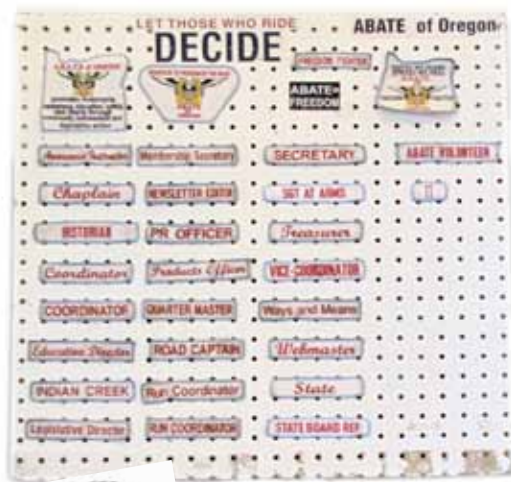 LET THOSE WHO RIDE
DECIDE
ABATE of Oregon
FREEDOM FIGHTER
ABATE=
FREEDOM
Membership Secretary
SECRETARY
ABATE VOLUNTEER
Chaplain
NEWSLETTER EDITOR
SGT AT ARMS
HISTORIAN
PR OFFICER
Treasurer
Coordinator
Products Officer
VICE-COORDINATOR
COORDINATOR
QUARTER MASTER
Ways and Means
Education Director
ROAD CAPTAIN
Webmaster
INDIAN CREEK
Run Coordinator
State
Legislative Director
RUN COORDINATOR
STATE BOARD REP.